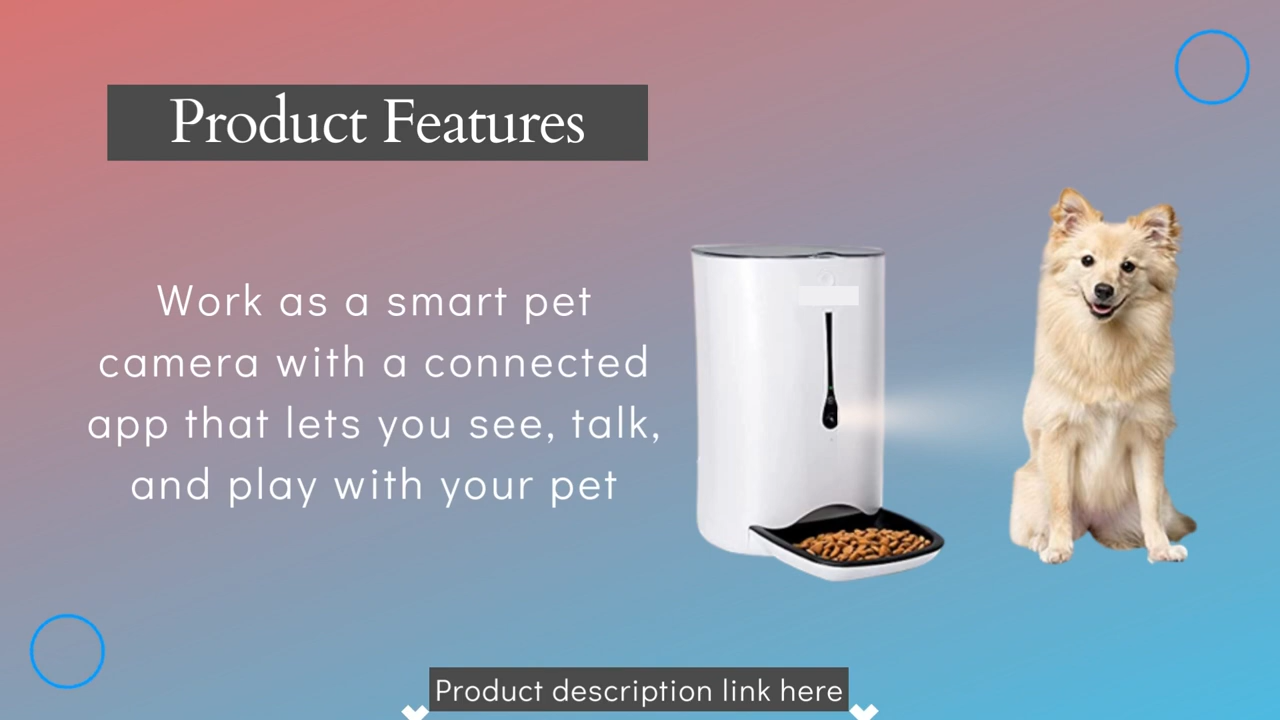 Product Features
Work as a smart pet
camera with a connected
app that lets you see, talk,
and play with your pet
Product description link here